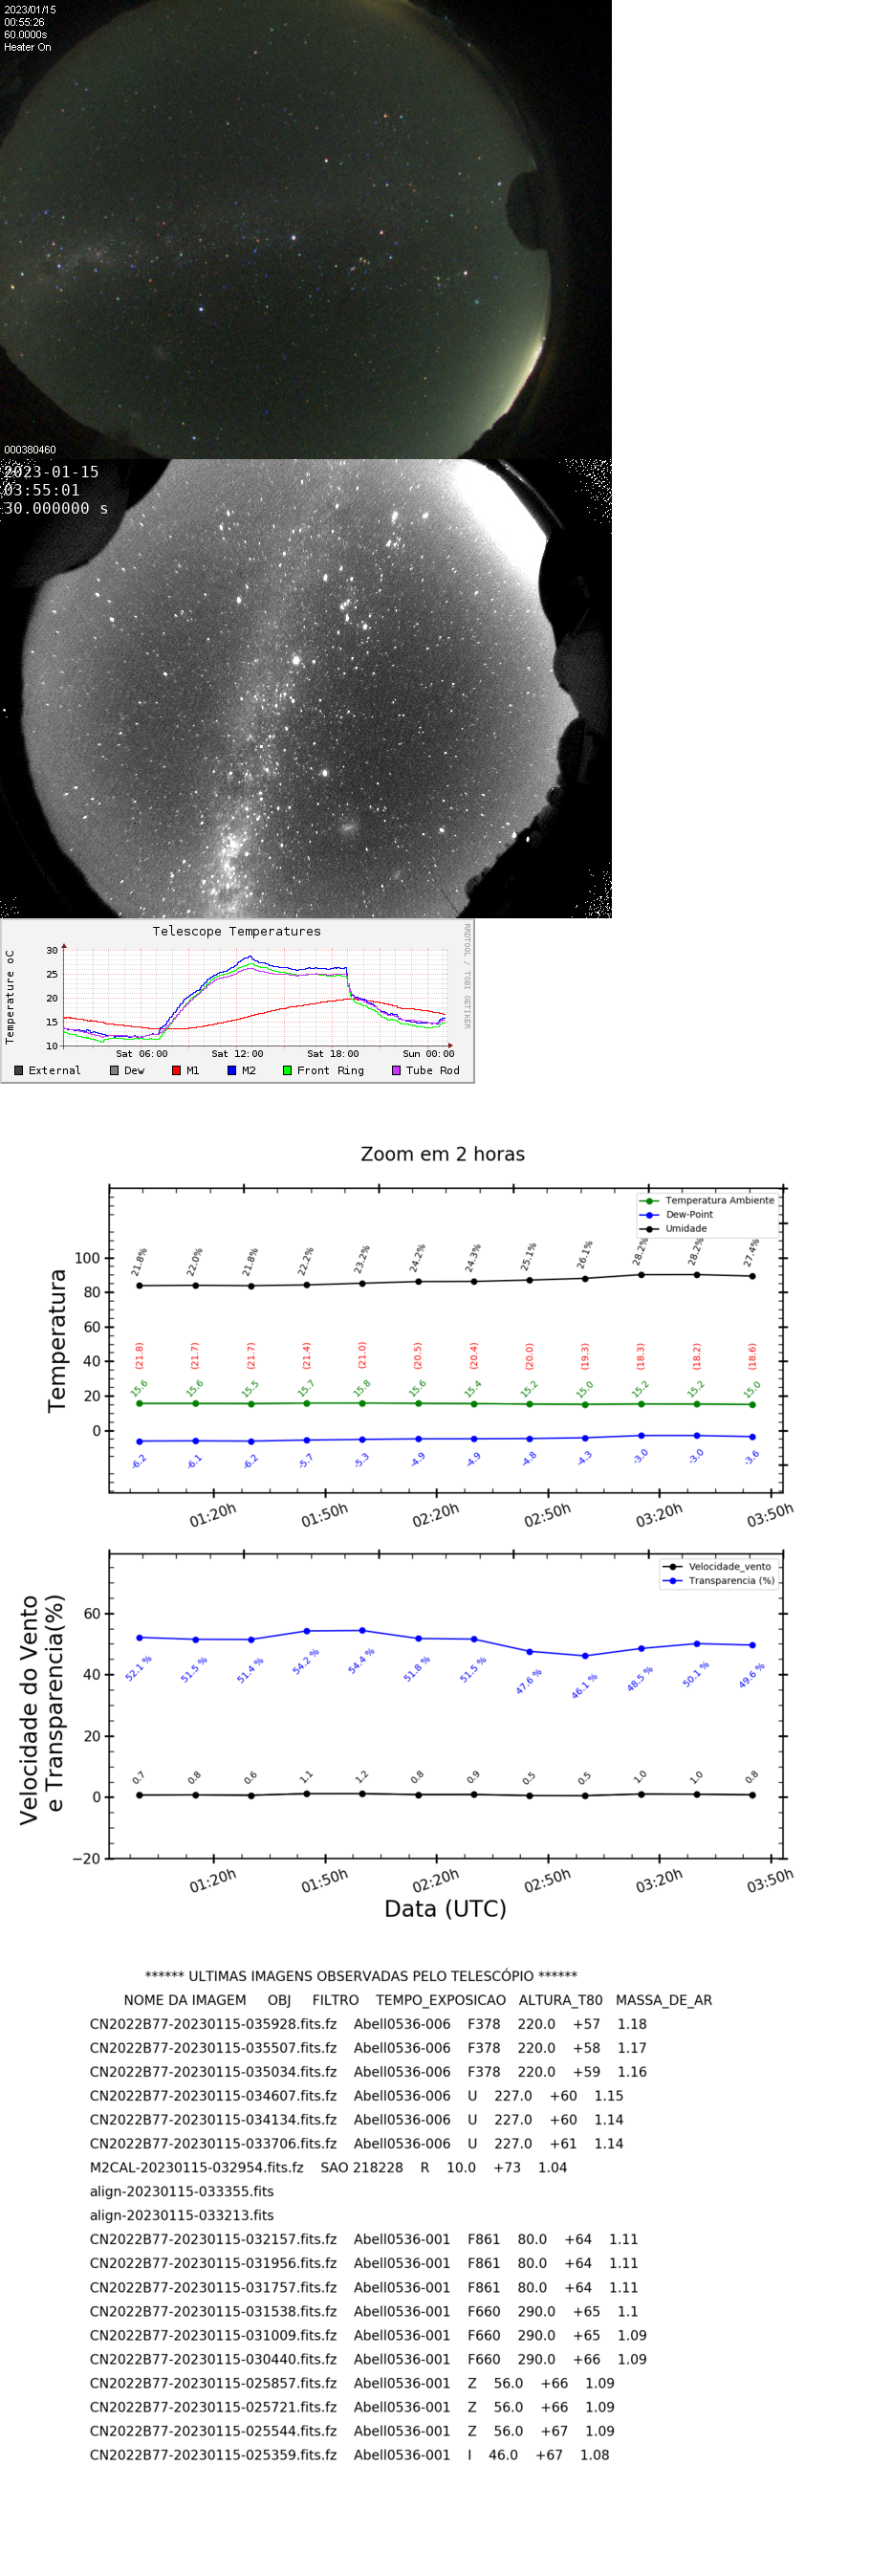 2023/01/15
00:55:26
60.0000s
Heater On
000380460
2023-01-15
03:55:01
30.000000 s
Telescope Temperatures
RRDTOOL / TOBI OETIKER
Temperature oC
30
25
20
15
10
Sat 06:00 Sat 12:00 Sat 18:00 Sun 00:00
External Dew M1 M2 Front Ring Tube Rod
Zoom em 2 horas
Temperatura Ambiente
Dew-Point
Umidade
Temperatura
100
80
60
40
20
0
21.8% 22.0% 21.8% 22.2% 23.2% 24.2% 24.3% 25.1% 26.1% 28.2% 28.2% 27.4%
(21.8) (21.7) (21.7) (21.4) (21.0) (20.5) (20.4) (20.0) (19.3) (18.3) (18.2) (18.6)
15.6 15.6 15.5 15.7 15.8 15.6 15.4 15.2 15.0 15.2 15.2 15.0
-6.2 -6.1 -6.2 -5.7 -5.3 -4.9 -4.9 -4.8 -4.3 -3.0 -3.0 -3.6
01:20h 01:50h 02:20h 02:50h 03:20h 03:50h
Velocidade_vento
Transparencia (%)
Velocidade do Vento
e Transparencia(%)
60
40
20
0
−20
52.1 % 51.5 % 51.4 % 54.2 % 54.4 % 51.8 % 51.5 % 47.6 % 46.1 % 48.5 % 50.1 % 49.6 %
0.7 0.8 0.6 1.1 1.2 0.8 0.9 0.5 0.5 1.0 1.0 0.8
01:20h 01:50h 02:20h 02:50h 03:20h 03:50h
Data (UTC)
****** ULTIMAS IMAGENS OBSERVADAS PELO TELESCÓPIO ******
NOME DA IMAGEM OBJ FILTRO TEMPO_EXPOSICAO ALTURA_T80 MASSA_DE_AR
CN2022B77-20230115-035928.fits.fz Abell0536-006 F378 220.0 +57 1.18
CN2022B77-20230115-035507.fits.fz Abell0536-006 F378 220.0 +58 1.17
CN2022B77-20230115-035034.fits.fz Abell0536-006 F378 220.0 +59 1.16
CN2022B77-20230115-034607.fits.fz Abell0536-006 U 227.0 +60 1.15
CN2022B77-20230115-034134.fits.fz Abell0536-006 U 227.0 +60 1.14
CN2022B77-20230115-033706.fits.fz Abell0536-006 U 227.0 +61 1.14
M2CAL-20230115-032954.fits.fz SAO 218228 R 10.0 +73 1.04
align-20230115-033355.fits
align-20230115-033213.fits
CN2022B77-20230115-032157.fits.fz Abell0536-001 F861 80.0 +64 1.11
CN2022B77-20230115-031956.fits.fz Abell0536-001 F861 80.0 +64 1.11
CN2022B77-20230115-031757.fits.fz Abell0536-001 F861 80.0 +64 1.11
CN2022B77-20230115-031538.fits.fz Abell0536-001 F660 290.0 +65 1.1
CN2022B77-20230115-031009.fits.fz Abell0536-001 F660 290.0 +65 1.09
CN2022B77-20230115-030440.fits.fz Abell0536-001 F660 290.0 +66 1.09
CN2022B77-20230115-025857.fits.fz Abell0536-001 Z 56.0 +66 1.09
CN2022B77-20230115-025721.fits.fz Abell0536-001 Z 56.0 +66 1.09
CN2022B77-20230115-025544.fits.fz Abell0536-001 Z 56.0 +67 1.09
CN2022B77-20230115-025359.fits.fz Abell0536-001 I 46.0 +67 1.08